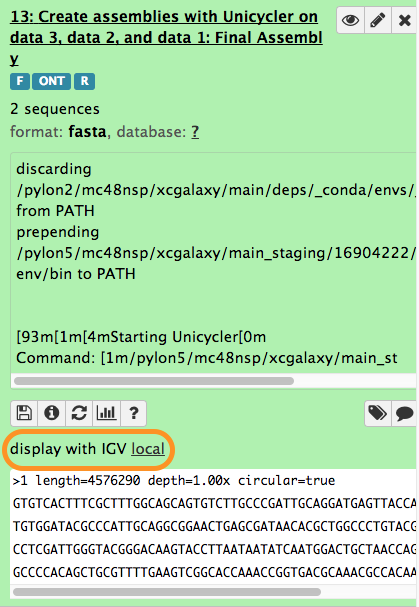 13: Create assemblies with Unicycler on
data 3, data 2, and data 1: Final Assembl
y
F ONT R
2 sequences
format: fasta, database: ?
discarding
/pylon2/mc48nsp/xcgalaxy/main/deps/_conda/envs/
from PATH
prepending
/pylon5/mc48nsp/xcgalaxy/main_staging/16904222/
env/bin to PATH
[93m[1m[4mStarting Unicycler[0m
Command: [1m/pylon5/mc48nsp/xcgalaxy/main_st
?
display with IGV local
>1 length=4576290 depth=1.00x circular=true
GTGTCACTTTCGCTTTGGCAGCAGTGTCTTGCCCGATTGCAGGATGAGTTACCA
TGTGGATACGCCCATTGCAGGCGGAACTGAGCGATAACACGCTGGCCCTGTACG
CCTCGATTGGGTACGGGACAAGTACCTTAATAATATCAATGGACTGCTAACCAG
GCCCCACAGCTGCGTTTTGAAGTCGGCACCAAACCGGTGACGCAAACGCCACAA